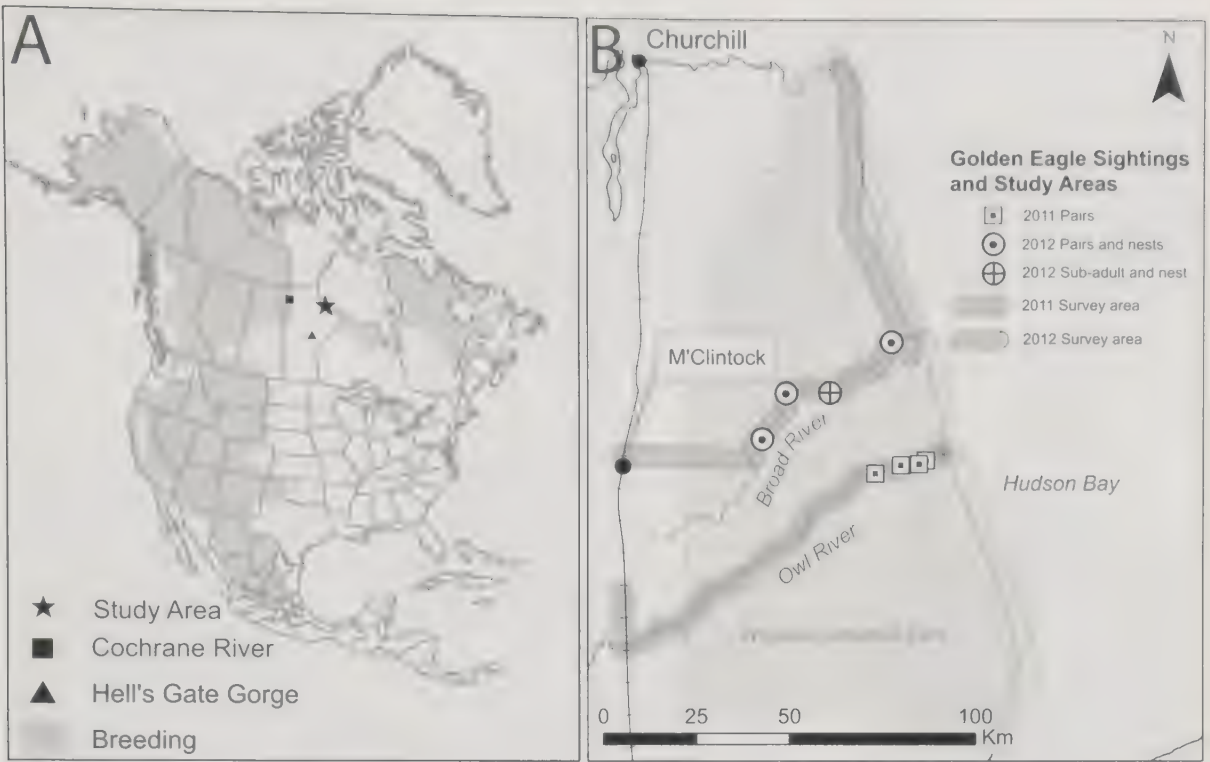 A
Study Area
Cochrane River
Hell's Gate Gorge
Breeding
B
Churchill
N
Golden Eagle Sightings
and Study Areas
2011 Pairs
2012 Pairs and nests
2012 Sub-adult and nest
2011 Survey area
2012 Survey area
M'Clintock
Broad River
Owl River
Hudson Bay
0 25 50 100
Km